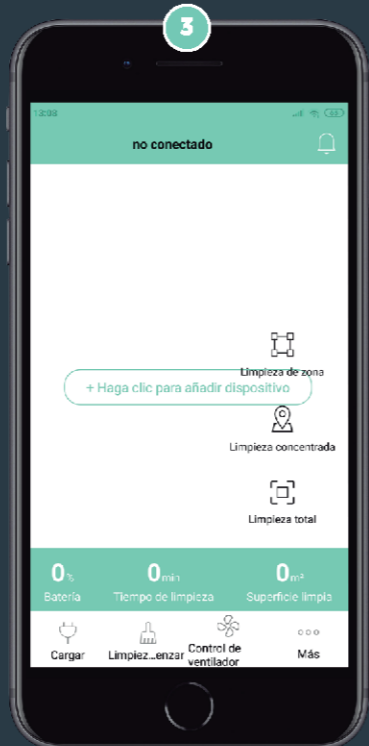 3
13:08
no conectado
Limpieza de zona
+ Haga clic para añadir dispositivo
Limpieza concentrada
Limpieza total
0% 0min 0m²
Batería Tiempo de limpieza Superficie limpia
Cargar Limpiez...enzar Control de ventilador Más